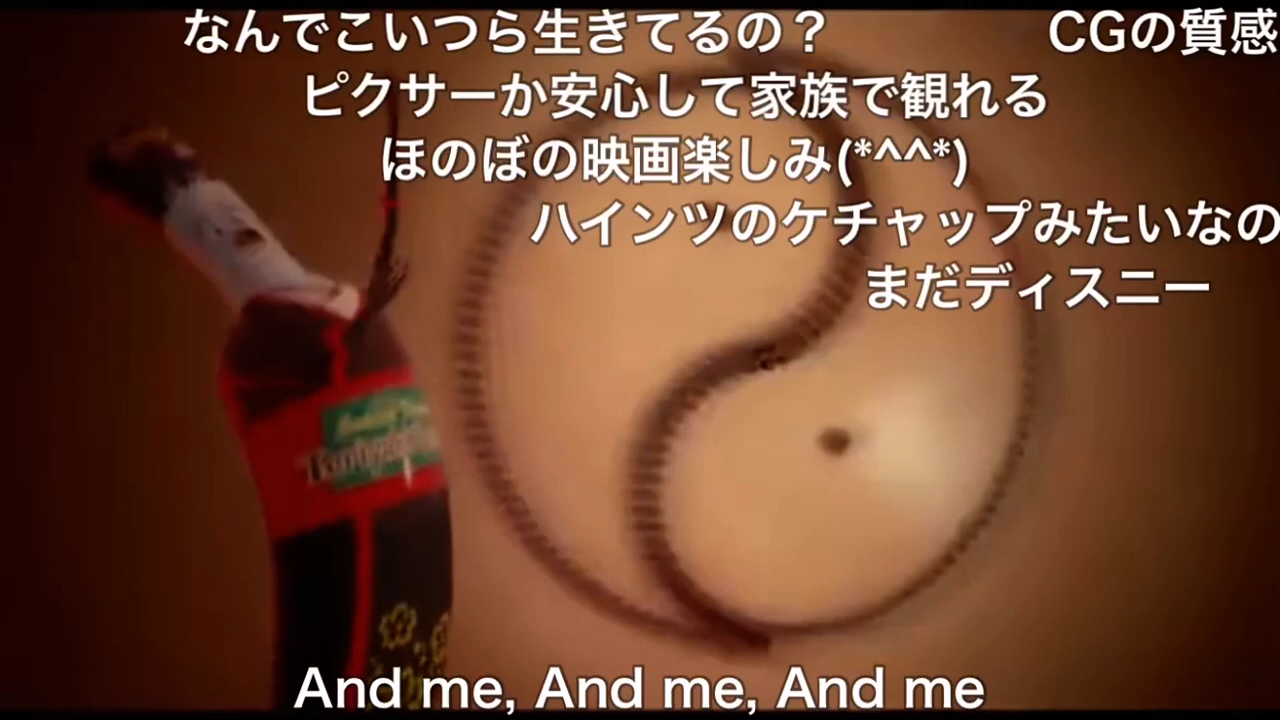 なんでこいつら生きてるの？
CGの質感
ピクサーか安心して家族で観れる
ほのぼの映画楽しみ(*^^*)
ハインツのケチャップみたいなの
まだディスニー
And me, And me, And me